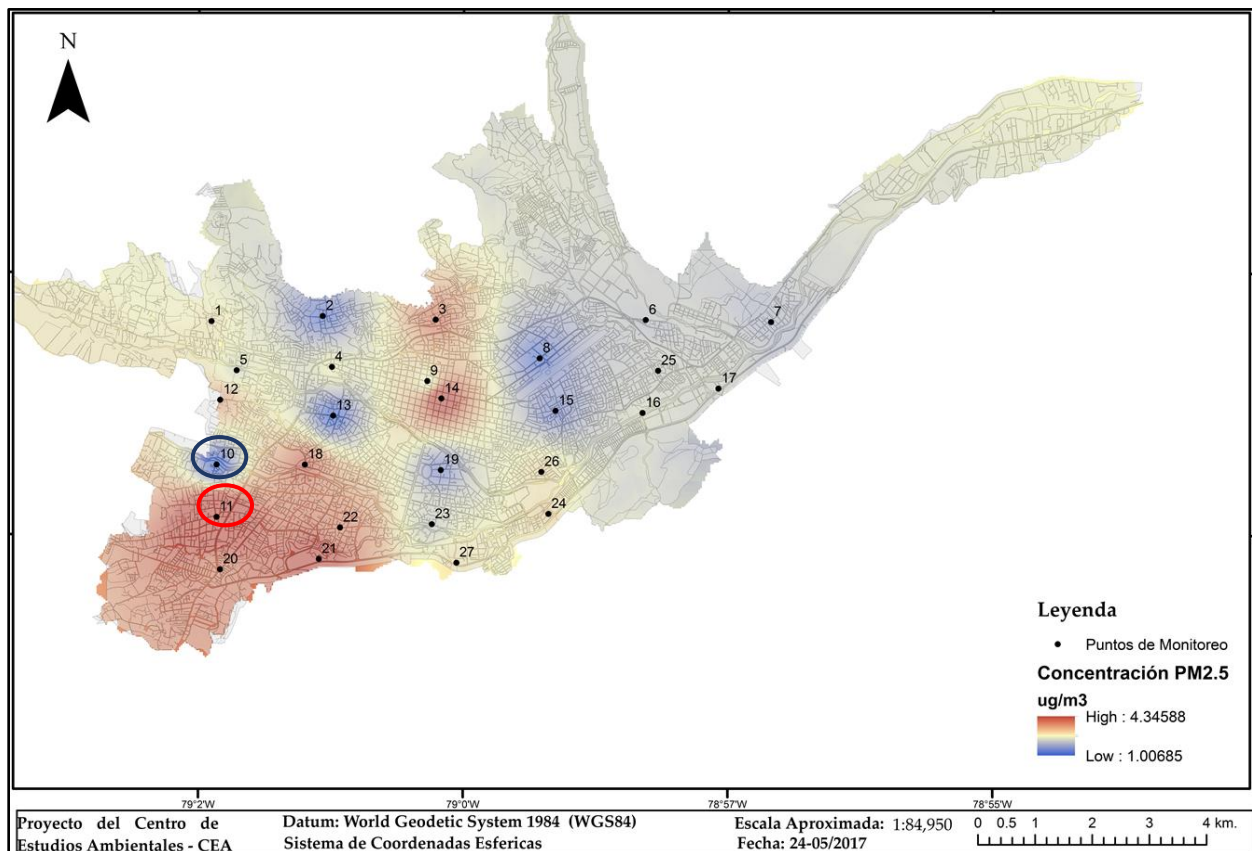 N
1
2
3
6
7
8
5
4
25
9
12
14
17
13
15
16
10
18
19
26
11
24
22
23
21
27
20
Leyenda
Puntos de Monitoreo
Concentración PM2.5
ug/m3
High : 4.34588
Low : 1.00685
79°2'W
79°0'W
78°57'W
78°55'W
Proyecto del Centro de
Estudios Ambientales - CEA
Datum: World Geodetic System 1984 (WGS84)
Sistema de Coordenadas Esfericas
Escala Aproximada: 1:84,950
Fecha: 24-05/2017
0 0.5 1 2 3 4 km.